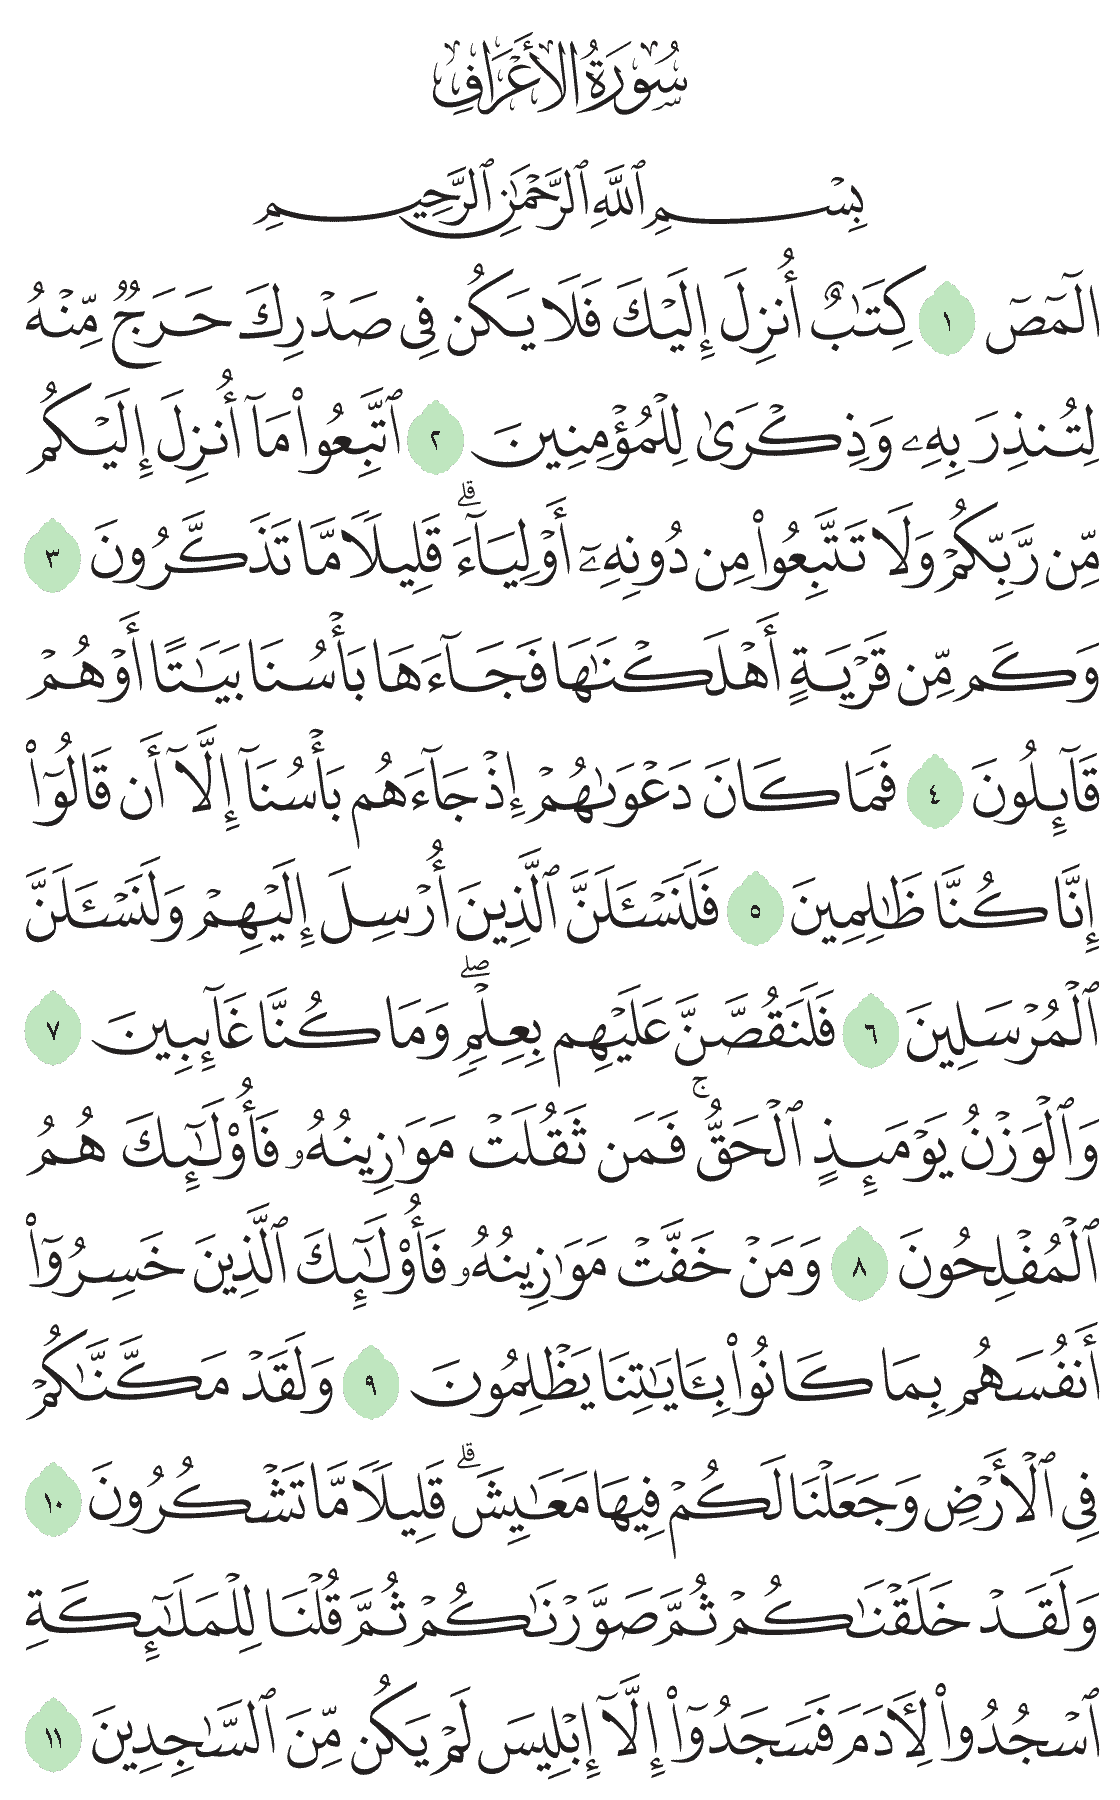 سُورَةُ الأَعْرَافِ
بِسْمِ ٱللَّهِ ٱلرَّحْمَٰنِ ٱلرَّحِيمِ
الٓمٓصٓ ١ كِتَٰبٌ أُنزِلَ إِلَيْكَ فَلَا يَكُن فِى صَدْرِكَ حَرَجٌ مِّنْهُ
لِتُنذِرَ بِهِۦ وَذِكْرَىٰ لِلْمُؤْمِنِينَ ٢ ٱتَّبِعُوا۟ مَآ أُنزِلَ إِلَيْكُم
مِّن رَّبِّكُمْ وَلَا تَتَّبِعُوا۟ مِن دُونِهِۦٓ أَوْلِيَآءَ ۗ قَلِيلًا مَّا تَذَكَّرُونَ ٣
وَكَم مِّن قَرْيَةٍ أَهْلَكْنَٰهَا فَجَآءَهَا بَأْسُنَا بَيَٰتًا أَوْ هُمْ
قَآئِلُونَ ٤ فَمَا كَانَ دَعْوَىٰهُمْ إِذْ جَآءَهُم بَأْسُنَآ إِلَّآ أَن قَالُوٓا۟
إِنَّا كُنَّا ظَٰلِمِينَ ٥ فَلَنَسْـَٔلَنَّ ٱلَّذِينَ أُرْسِلَ إِلَيْهِمْ وَلَنَسْـَٔلَنَّ
ٱلْمُرْسَلِينَ ٦ فَلَنَقُصَّنَّ عَلَيْهِم بِعِلْمٍ ۖ وَمَا كُنَّا غَآئِبِينَ ٧
وَٱلْوَزْنُ يَوْمَئِذٍ ٱلْحَقُّ ۚ فَمَن ثَقُلَتْ مَوَٰزِينُهُۥ فَأُو۟لَٰٓئِكَ هُمُ
ٱلْمُفْلِحُونَ ٨ وَمَنْ خَفَّتْ مَوَٰزِينُهُۥ فَأُو۟لَٰٓئِكَ ٱلَّذِينَ خَسِرُوٓا۟
أَنفُسَهُم بِمَا كَانُوا۟ بِـَٔايَٰتِنَا يَظْلِمُونَ ٩ وَلَقَدْ مَكَّنَّٰكُمْ
فِى ٱلْأَرْضِ وَجَعَلْنَا لَكُمْ فِيهَا مَعَٰيِشَ ۗ قَلِيلًا مَّا تَشْكُرُونَ ١٠
وَلَقَدْ خَلَقْنَٰكُمْ ثُمَّ صَوَّرْنَٰكُمْ ثُمَّ قُلْنَا لِلْمَلَٰٓئِكَةِ
ٱسْجُدُوا۟ لِـَٔادَمَ فَسَجَدُوٓا۟ إِلَّآ إِبْلِيسَ لَمْ يَكُن مِّنَ ٱلسَّٰجِدِينَ ١١